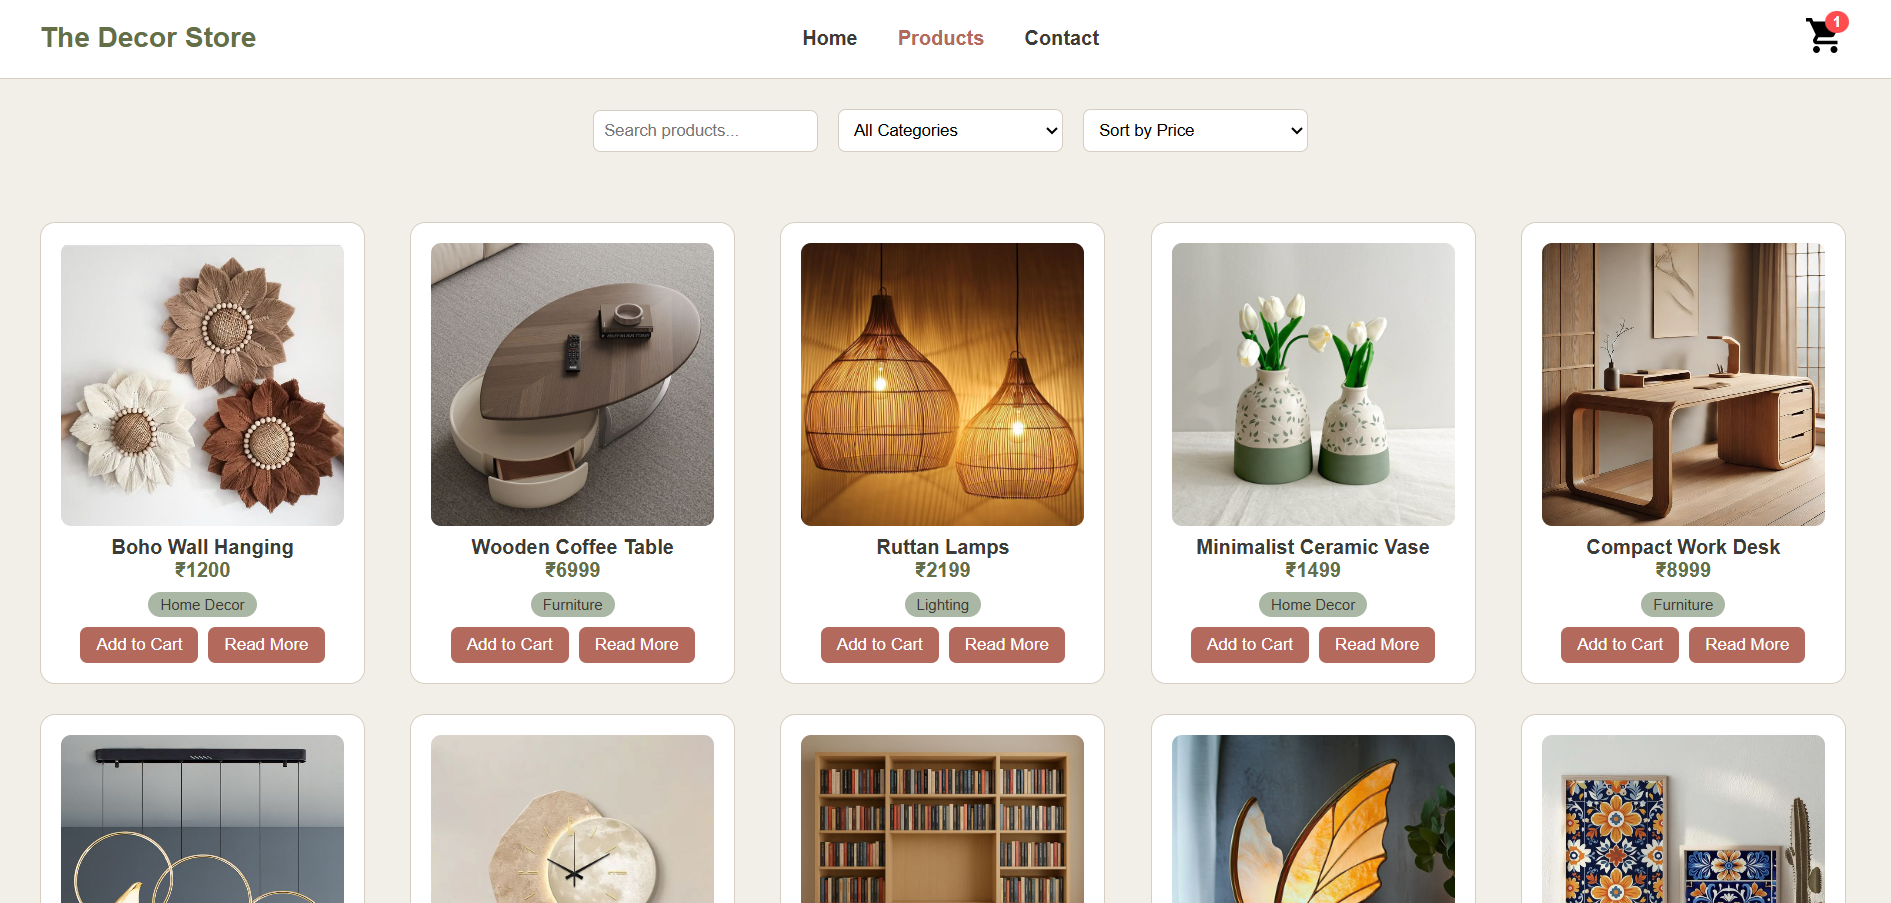 The Decor Store
Home Products Contact
1
Search products...
All Categories
Sort by Price
Boho Wall Hanging
₹1200
Home Decor
Add to Cart Read More
Wooden Coffee Table
₹6999
Furniture
Add to Cart Read More
Ruttan Lamps
₹2199
Lighting
Add to Cart Read More
Minimalist Ceramic Vase
₹1499
Home Decor
Add to Cart Read More
Compact Work Desk
₹8999
Furniture
Add to Cart Read More